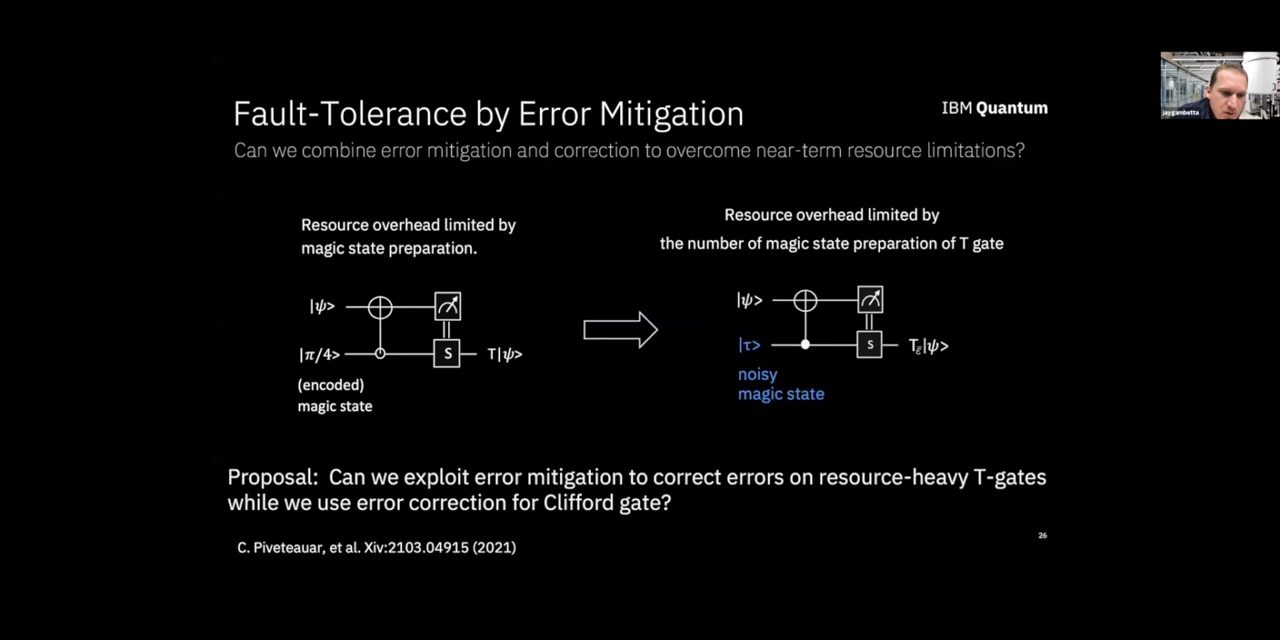 Fault-Tolerance by Error Mitigation
IBM Quantum
jaygambetta
Can we combine error mitigation and correction to overcome near-term resource limitations?
Resource overhead limited by
magic state preparation.
|ψ>
|π/4>
S
T|ψ>
(encoded)
magic state
Resource overhead limited by
the number of magic state preparation of T gate
|ψ>
|τ>
S
Tε|ψ>
noisy
magic state
Proposal: Can we exploit error mitigation to correct errors on resource-heavy T-gates
while we use error correction for Clifford gate?
26
C. Piveteauar, et al. Xiv:2103.04915 (2021)